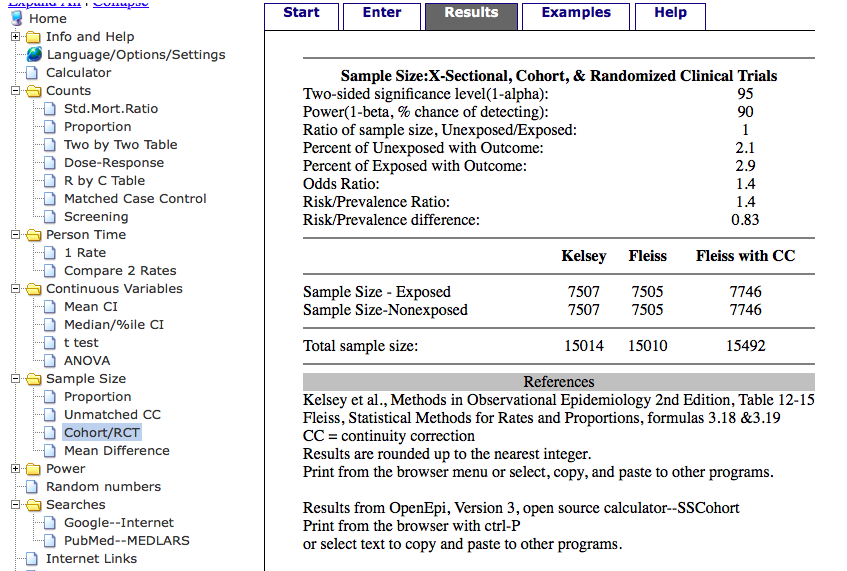 Expand All | Collapse
Home
Info and Help
Language/Options/Settings
Calculator
Counts
Std.Mort.Ratio
Proportion
Two by Two Table
Dose-Response
R by C Table
Matched Case Control
Screening
Person Time
1 Rate
Compare 2 Rates
Continuous Variables
Mean CI
Median/%ile CI
t test
ANOVA
Sample Size
Proportion
Unmatched CC
Cohort/RCT
Mean Difference
Power
Random numbers
Searches
Google--Internet
PubMed--MEDLARS
Internet Links
Start Enter Results Examples Help
Sample Size:X-Sectional, Cohort, & Randomized Clinical Trials
Two-sided significance level(1-alpha): 95
Power(1-beta, % chance of detecting): 90
Ratio of sample size, Unexposed/Exposed: 1
Percent of Unexposed with Outcome: 2.1
Percent of Exposed with Outcome: 2.9
Odds Ratio: 1.4
Risk/Prevalence Ratio: 1.4
Risk/Prevalence difference: 0.83
Kelsey Fleiss Fleiss with CC
Sample Size - Exposed 7507 7505 7746
Sample Size-Nonexposed 7507 7505 7746
Total sample size: 15014 15010 15492
References
Kelsey et al., Methods in Observational Epidemiology 2nd Edition, Table 12-15
Fleiss, Statistical Methods for Rates and Proportions, formulas 3.18 &3.19
CC = continuity correction
Results are rounded up to the nearest integer.
Print from the browser menu or select, copy, and paste to other programs.
Results from OpenEpi, Version 3, open source calculator--SSCohort
Print from the browser with ctrl-P
or select text to copy and paste to other programs.